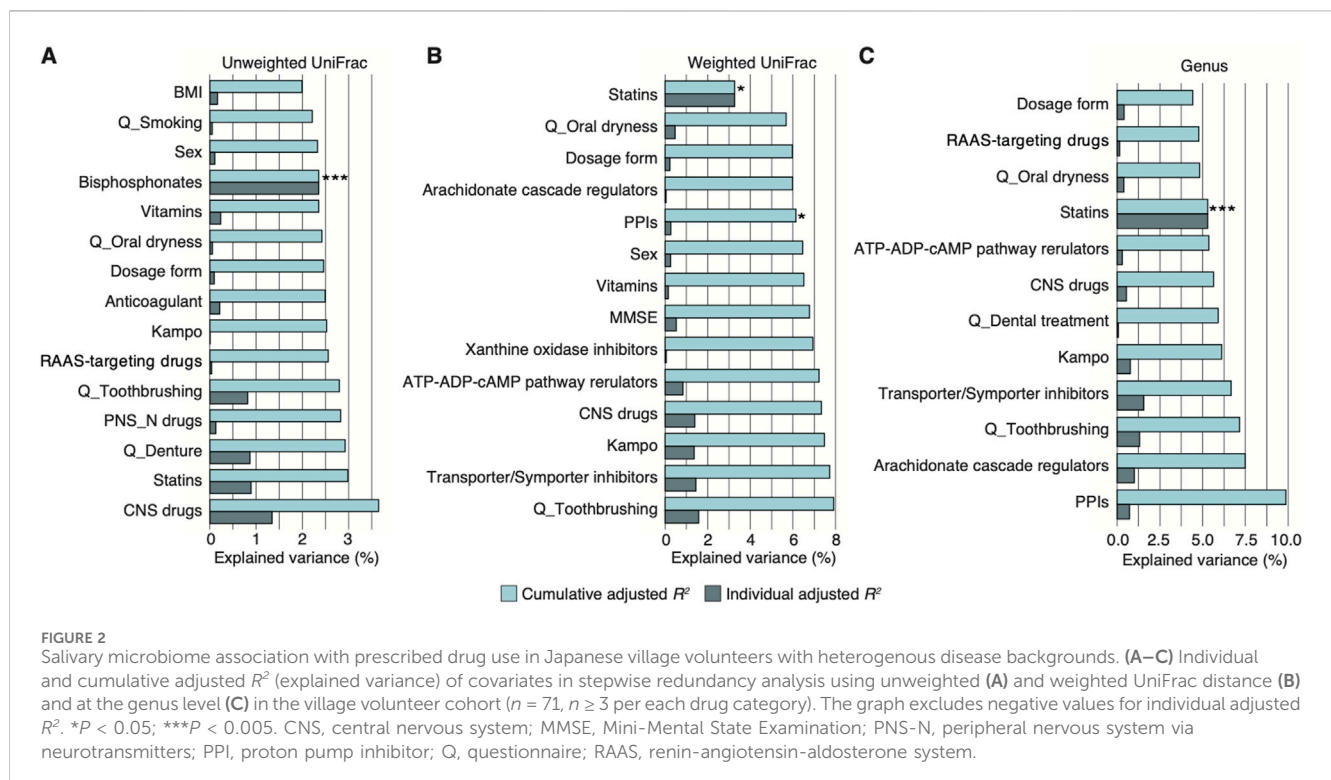 A
Unweighted UniFrac
BMI
Q_Smoking
Sex
Bisphosphonates
***
Vitamins
Q_Oral dryness
Dosage form
Anticoagulant
Kampo
RAAS-targeting drugs
Q_Toothbrushing
PNS_N drugs
Q_Denture
Statins
CNS drugs
0 1 2 3
Explained variance (%)
B
Weighted UniFrac
Statins
*
Q_Oral dryness
Dosage form
Arachidonate cascade regulators
PPIs
*
Sex
Vitamins
MMSE
Xanthine oxidase inhibitors
ATP-ADP-cAMP pathway rerulators
CNS drugs
Kampo
Transporter/Symporter inhibitors
Q_Toothbrushing
0 2 4 6 8
Explained variance (%)
C
Genus
Dosage form
RAAS-targeting drugs
Q_Oral dryness
Statins
***
ATP-ADP-cAMP pathway rerulators
CNS drugs
Q_Dental treatment
Kampo
Transporter/Symporter inhibitors
Q_Toothbrushing
Arachidonate cascade regulators
PPIs
0.0 2.5 5.0 7.5 10.0
Explained variance (%)
Cumulative adjusted R² Individual adjusted R²
FIGURE 2
Salivary microbiome association with prescribed drug use in Japanese village volunteers with heterogenous disease backgrounds. (A–C) Individual
and cumulative adjusted R² (explained variance) of covariates in stepwise redundancy analysis using unweighted (A) and weighted UniFrac distance (B)
and at the genus level (C) in the village volunteer cohort (n = 71, n ≥ 3 per each drug category). The graph excludes negative values for individual adjusted
R². *P < 0.05; ***P < 0.005. CNS, central nervous system; MMSE, Mini-Mental State Examination; PNS-N, peripheral nervous system via
neurotransmitters; PPI, proton pump inhibitor; Q, questionnaire; RAAS, renin-angiotensin-aldosterone system.